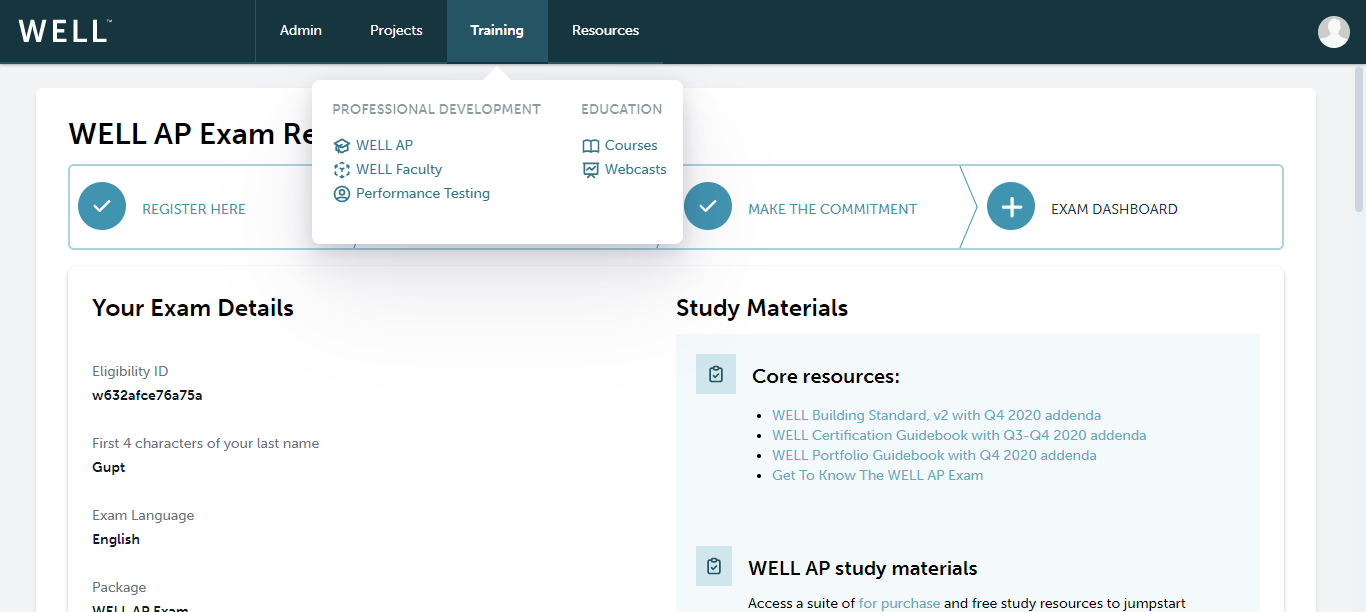 WELL™
Admin
Projects
Training
Resources
PROFESSIONAL DEVELOPMENT
WELL AP
WELL Faculty
Performance Testing
EDUCATION
Courses
Webcasts
WELL AP Exam Re
REGISTER HERE
MAKE THE COMMITMENT
EXAM DASHBOARD
Your Exam Details
Eligibility ID
w632afce76a75a
First 4 characters of your last name
Gupt
Exam Language
English
Package
WELL AP Exam
Study Materials
Core resources:
• WELL Building Standard, v2 with Q4 2020 addenda
• WELL Certification Guidebook with Q3-Q4 2020 addenda
• WELL Portfolio Guidebook with Q4 2020 addenda
• Get To Know The WELL AP Exam
WELL AP study materials
Access a suite of for purchase and free study resources to jumpstart